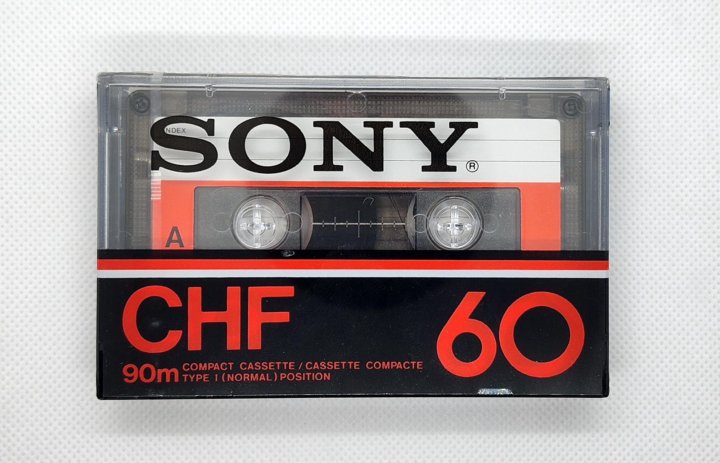 INDEX
SONY®
A
CHF 60
90m COMPACT CASSETTE / CASSETTE COMPACTE
TYPE I (NORMAL) POSITION